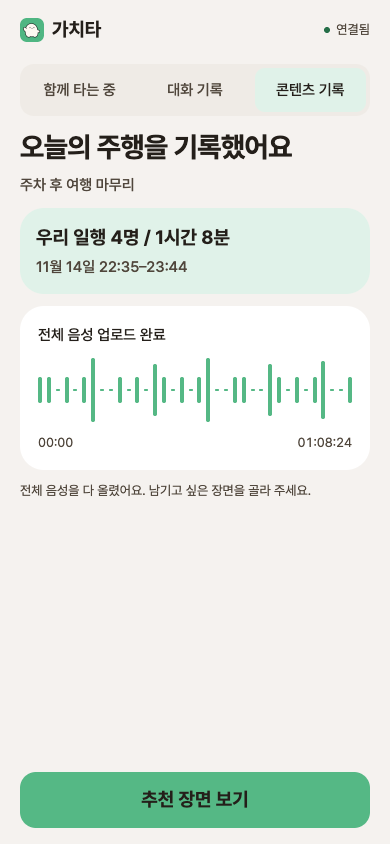 가치타
연결됨
함께 타는 중
대화 기록
콘텐츠 기록
오늘의 주행을 기록했어요
주차 후 여행 마무리
우리 일행 4명 / 1시간 8분
11월 14일 22:35–23:44
전체 음성 업로드 완료
00:00
01:08:24
전체 음성을 다 올렸어요. 남기고 싶은 장면을 골라 주세요.
추천 장면 보기